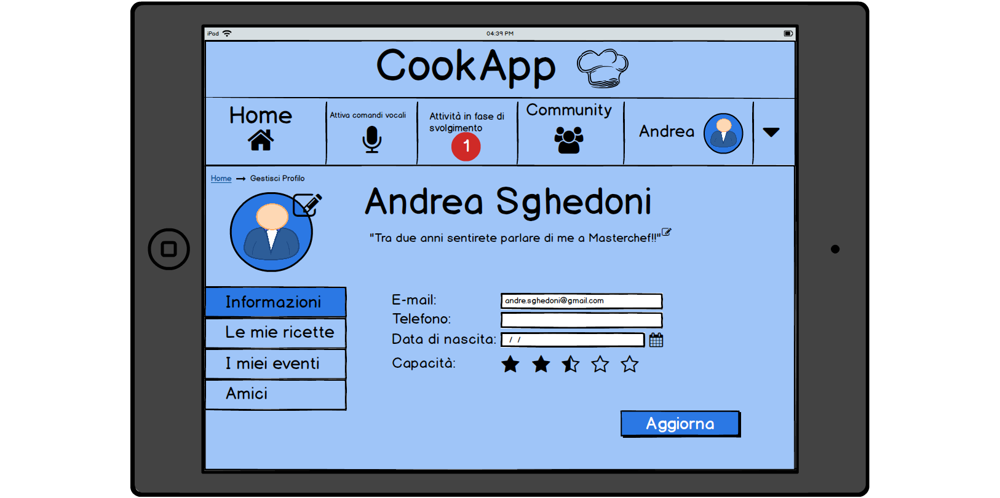 iPad
04:39 PM
CookApp
Home
Attiva comandi vocali
Attività in fase di
svolgimento
1
Community
Andrea
Home
Gestisci Profilo
Andrea Sghedoni
"Tra due anni sentirete parlare di me a Masterchef!!"
Informazioni
Le mie ricette
I miei eventi
Amici
E-mail:
andre.sghedoni@gmail.com
Telefono:
Data di nascita:
/ /
Capacità:
Aggiorna